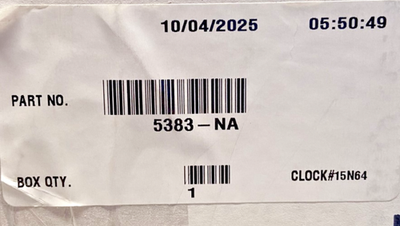 10/04/2025 05:50:49
PART NO.
5383-NA
BOX QTY.
1
CLOCK#15N64